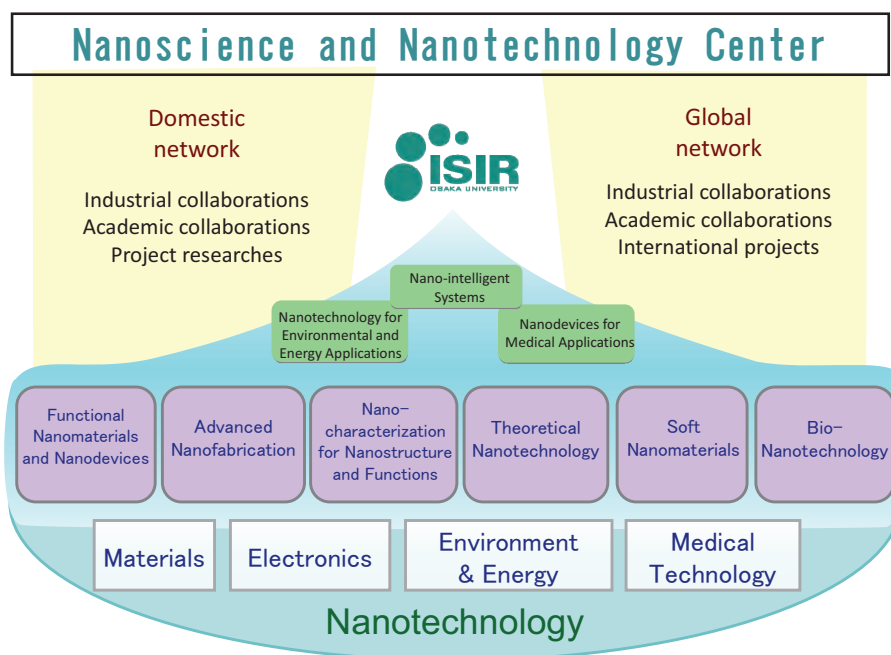 Nanoscience and Nanotechnology Center
Domestic
network
Industrial collaborations
Academic collaborations
Project researches
ISIR
OSAKA UNIVERSITY
Global
network
Industrial collaborations
Academic collaborations
International projects
Nano-intelligent
Systems
Nanotechnology for
Environmental and
Energy Applications
Nanodevices for
Medical Applications
Functional
Nanomaterials
and Nanodevices
Advanced
Nanofabrication
Nano-
characterization
for Nanostructure
and Functions
Theoretical
Nanotechnology
Soft
Nanomaterials
Bio-
Nanotechnology
Materials
Electronics
Environment
& Energy
Medical
Technology
Nanotechnology